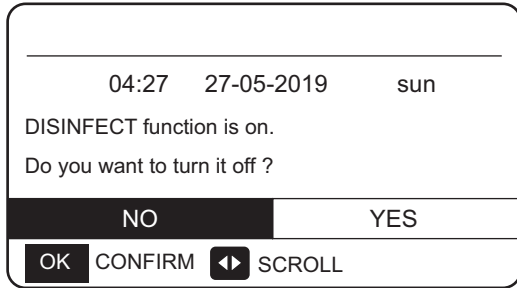 04:27 27-05-2019 sun
DISINFECT function is on.
Do you want to turn it off ?
NO YES
OK CONFIRM SCROLL